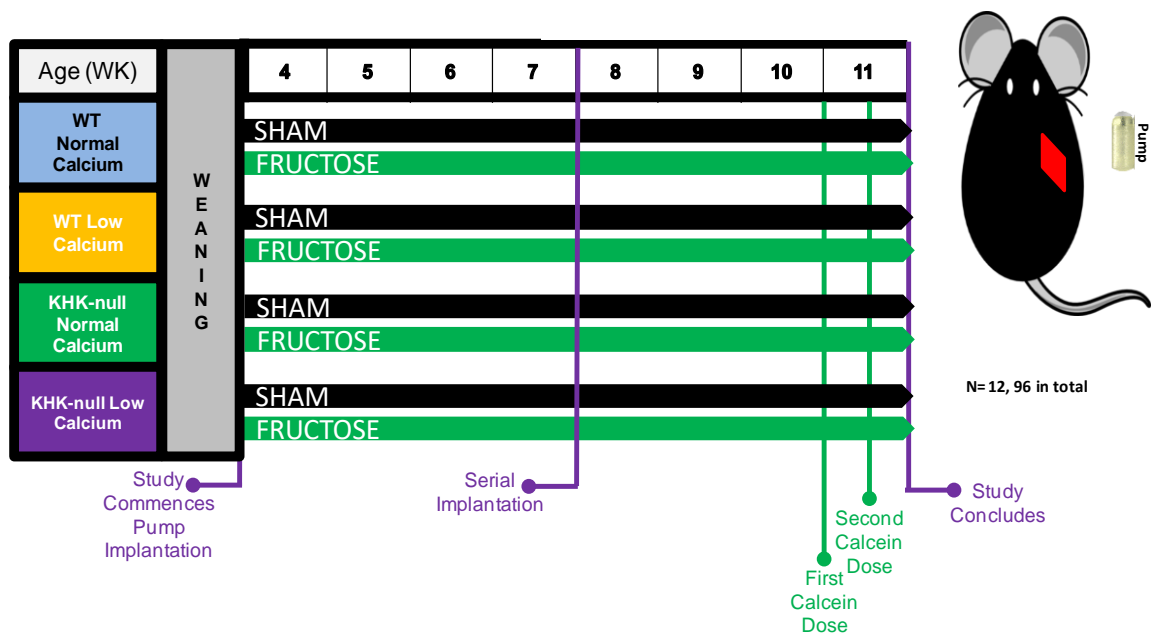 Age (WK)
4 5 6 7 8 9 10 11
WT
Normal
Calcium
SHAM
FRUCTOSE
W
E
A
N
I
N
G
WT Low
Calcium
SHAM
FRUCTOSE
KHK-null
Normal
Calcium
SHAM
FRUCTOSE
KHK-null Low
Calcium
SHAM
FRUCTOSE
Pump
N=12, 96 in total
Study
Commences
Pump
Implantation
Serial
Implantation
First
Calcein
Dose
Second
Calcein
Dose
Study
Concludes